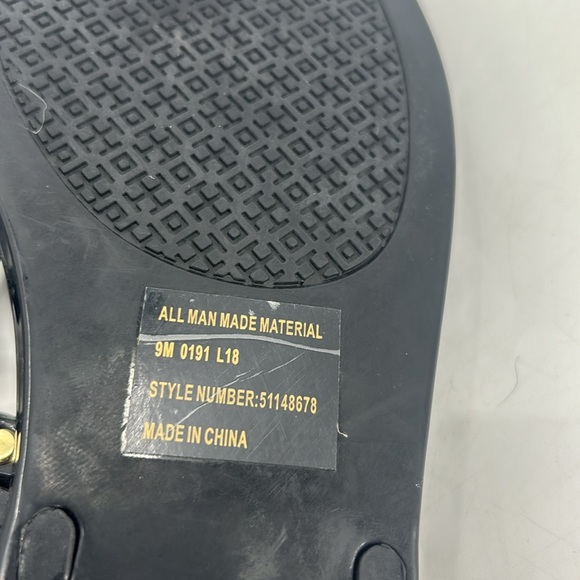 ALL MAN MADE MATERIAL
9M 0191 L18
STYLE NUMBER:51148678
MADE IN CHINA